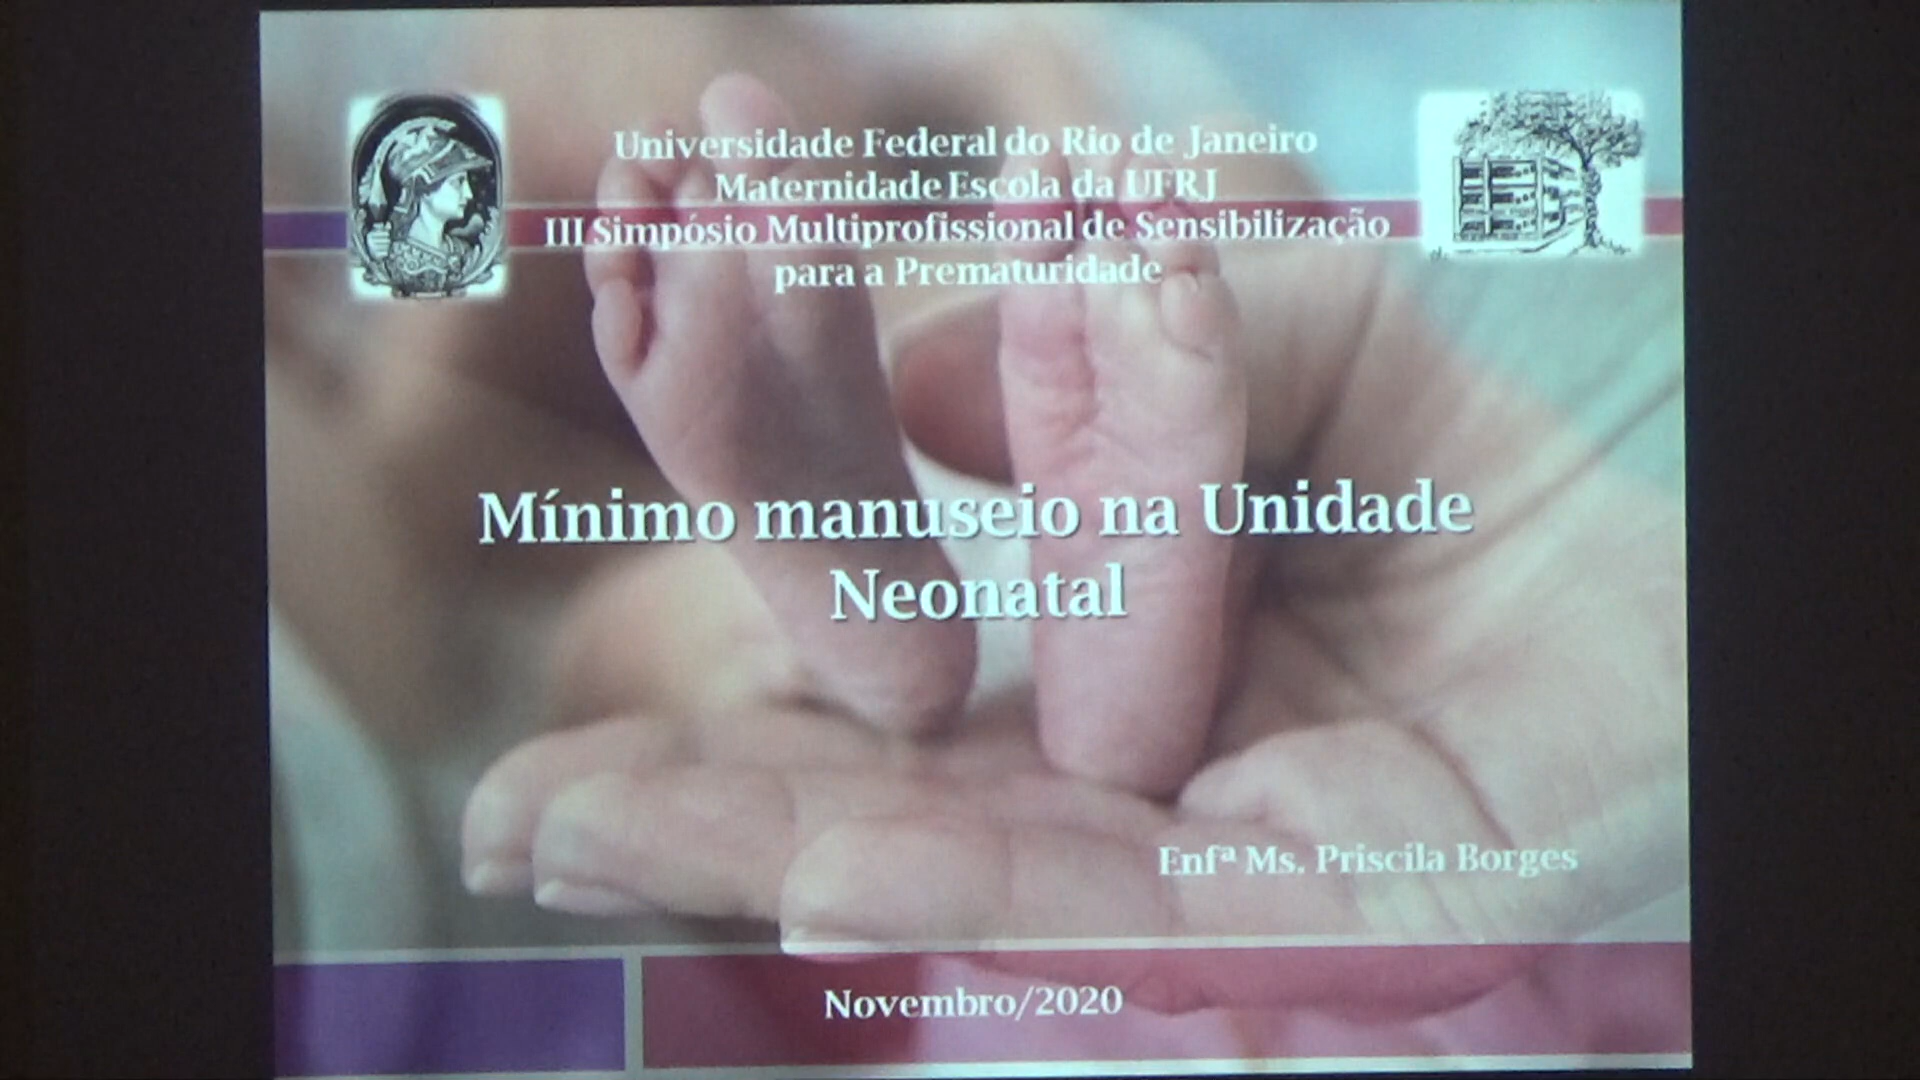 Universidade Federal do Rio de Janeiro
Maternidade Escola da UFRJ
III Simpósio Multiprofissional de Sensibilização
para a Prematuridade
Mínimo manuseio na Unidade
Neonatal
Enfª Ms. Priscila Borges
Novembro/2020